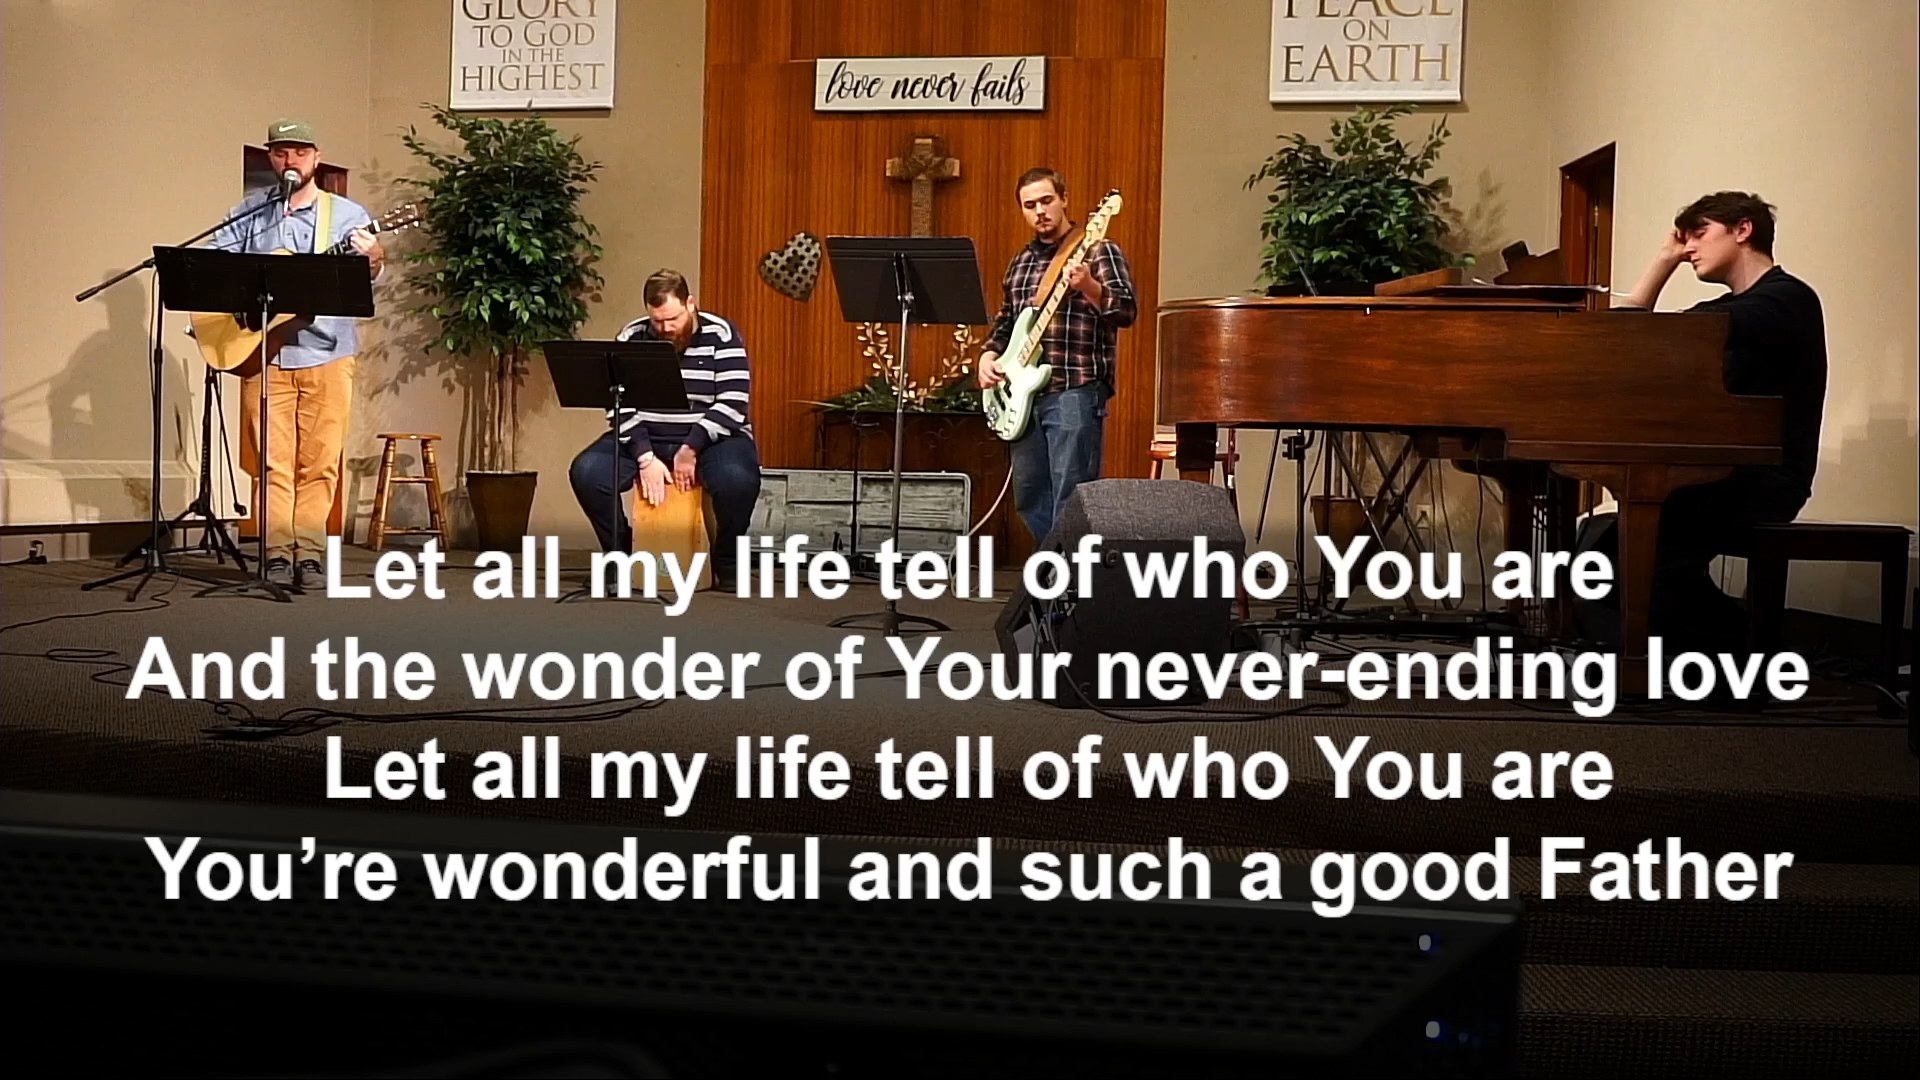 GLORY
TO GOD
IN THE
HIGHEST
love never fails
PEACE
ON
EARTH
Let all my life tell of who You are
And the wonder of Your never-ending love
Let all my life tell of who You are
You’re wonderful and such a good Father